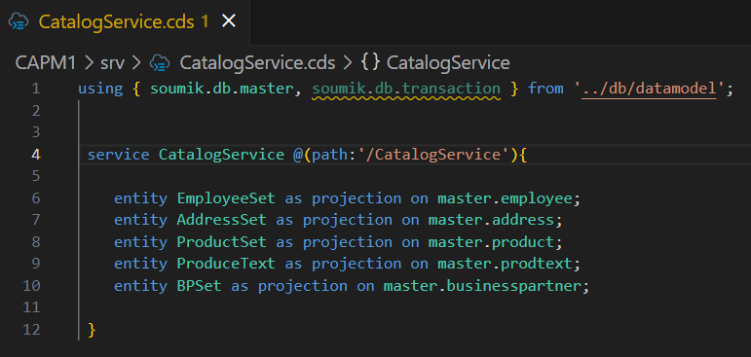 CatalogService.cds 1 ×
CAPM1 > srv > CatalogService.cds > {} CatalogService
1 using { soumik.db.master, soumik.db.transaction } from '../db/datamodel';
2
3
4 service CatalogService @(path:'/CatalogService'){
5
6 entity EmployeeSet as projection on master.employee;
7 entity AddressSet as projection on master.address;
8 entity ProductSet as projection on master.product;
9 entity ProduceText as projection on master.prodtext;
10 entity BPSet as projection on master.businesspartner;
11
12 }